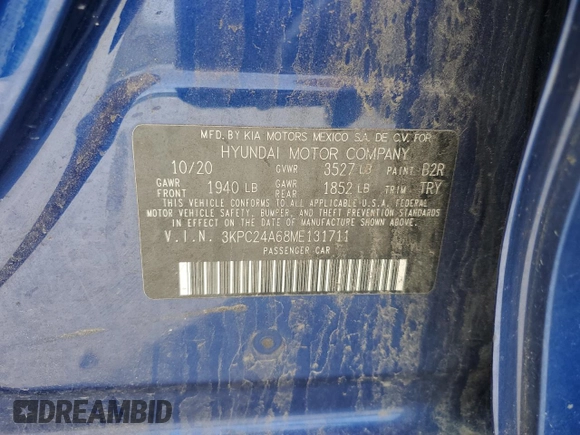 MFD. BY KIA MOTORS MEXICO S.A. DE C.V. FOR
HYUNDAI MOTOR COMPANY
10/20 GVWR 3527 LB PAINT B2R
GAWR FRONT 1940 LB GAWR REAR 1852 LB TRIM TRY
THIS VEHICLE CONFORMS TO ALL APPLICABLE U.S.A. FEDERAL
MOTOR VEHICLE SAFETY, BUMPER, AND THEFT PREVENTION STANDARDS
IN EFFECT ON THE DATE OF MANUFACTURE SHOWN ABOVE.
V.I.N. 3KPC24A68ME131711
PASSENGER CAR
DREAMBID